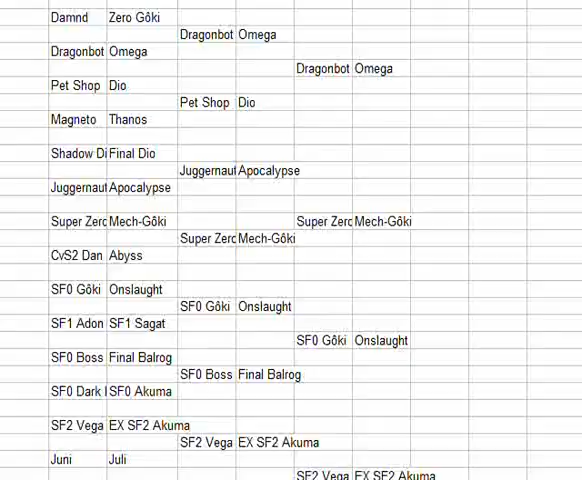 Damnd Zero Gôki
Dragonbot Omega
Dragonbot Omega
Dragonbot Omega
Pet Shop Dio
Pet Shop Dio
Magneto Thanos
Shadow Di Final Dio
Juggernaut Apocalypse
Juggernaut Apocalypse
Super Zero Mech-Gôki Super Zero Mech-Gôki
Super Zero Mech-Gôki
CvS2 Dan Abyss
SF0 Gôki Onslaught
SF0 Gôki Onslaught
SF1 Adon SF1 Sagat
SF0 Gôki Onslaught
SF0 Boss Final Balrog
SF0 Boss Final Balrog
SF0 Dark SF0 Akuma
SF2 Vega EX SF2 Akuma
SF2 Vega EX SF2 Akuma
Juni Juli
SF2 Vega EX SF2 Akuma